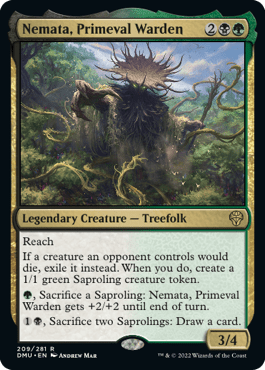 Nemata, Primeval Warden 2
Legendary Creature — Treefolk
Reach
If a creature an opponent controls would
die, exile it instead. When you do, create a
1/1 green Saproling creature token.
, Sacrifice a Saproling: Nemata, Primeval
Warden gets +2/+2 until end of turn.
1, Sacrifice two Saprolings: Draw a card.
3/4
209/281 R
DMU • EN ANDREW MAR
™ & © 2022 Wizards of the Coast